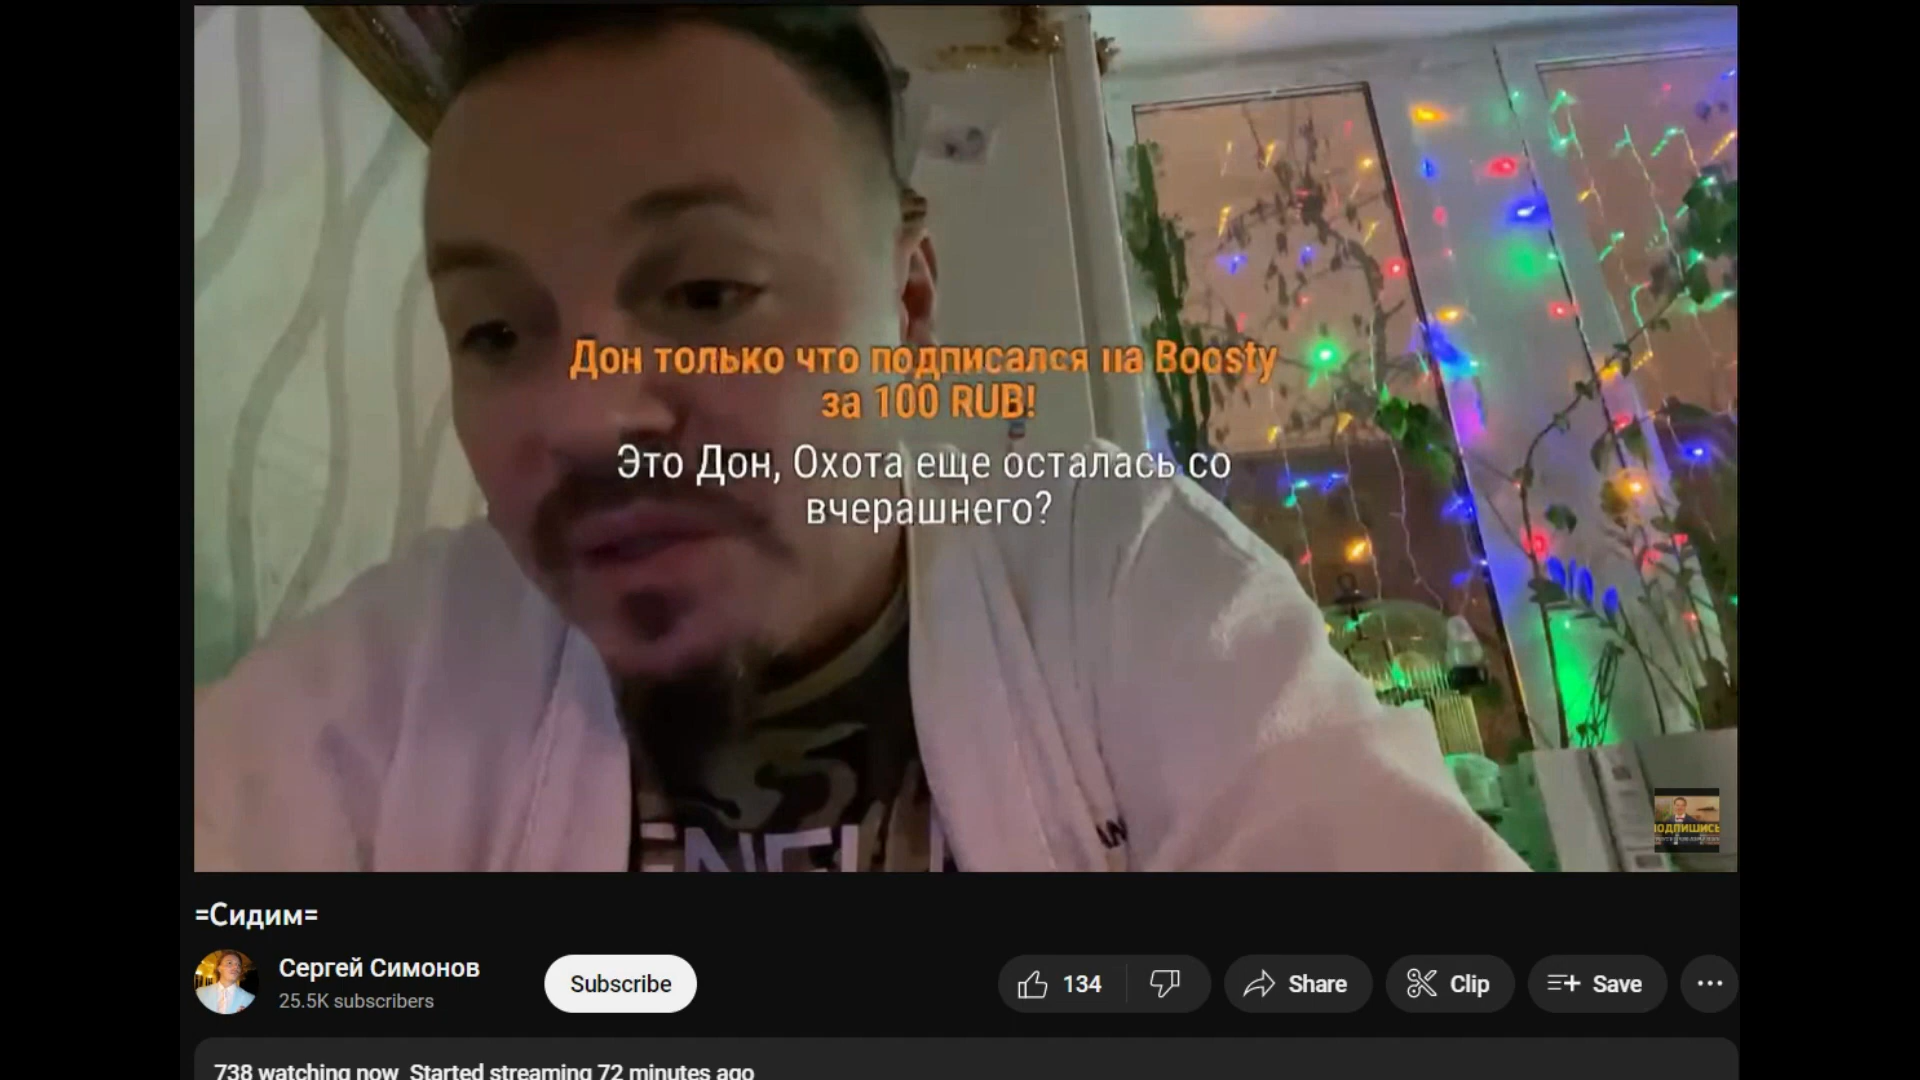 Дон только что подписался на Boosty
за 100 RUB!
Это Дон, Охота еще осталась со
вчерашнего?
=Сидим=
Сергей Симонов
25.5K subscribers
Subscribe
134
Share
Clip
Save
738 watching now Started streaming 72 minutes ago